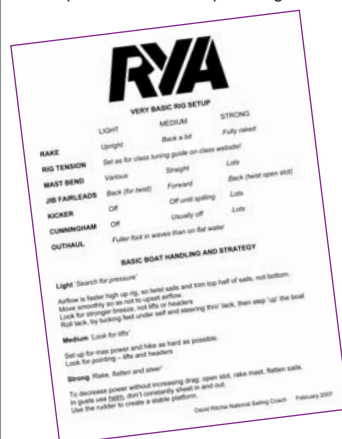 RYA
VERY BASIC RIG SETUP
LIGHT MEDIUM STRONG
RAKE Upright Back a bit Fully raked
RIG TENSION Set as for class tuning guide on class website!
MAST BEND Various Straight Lots
JIB FAIRLEADS Back (for twist) Forward Back (twist open slot)
KICKER Off Off until spilling Lots
CUNNINGHAM Off Usually off Lots
OUTHAUL Fuller foot in waves than on flat water
BASIC BOAT HANDLING AND STRATEGY
Light 'Search for pressure'
Airflow is faster high up rig, so twist sails and trim top half of sails, not bottom.
Move smoothly so as not to upset airflow.
Look for stronger breeze, not lifts or headers
Roll tack, by tucking feet under self and steering thru' tack, then step 'up' the boat
Medium 'Look for lifts'
Set up for max power and hike as hard as possible.
Look for pointing – lifts and headers
Strong 'Rake, flatten and steer'
To decrease power without increasing drag: open slot, rake mast, flatten sails.
In gusts use helm, don't constantly sheet in and out.
Use the rudder to create a stable platform.
David Ritchie National Sailing Coach February 2007